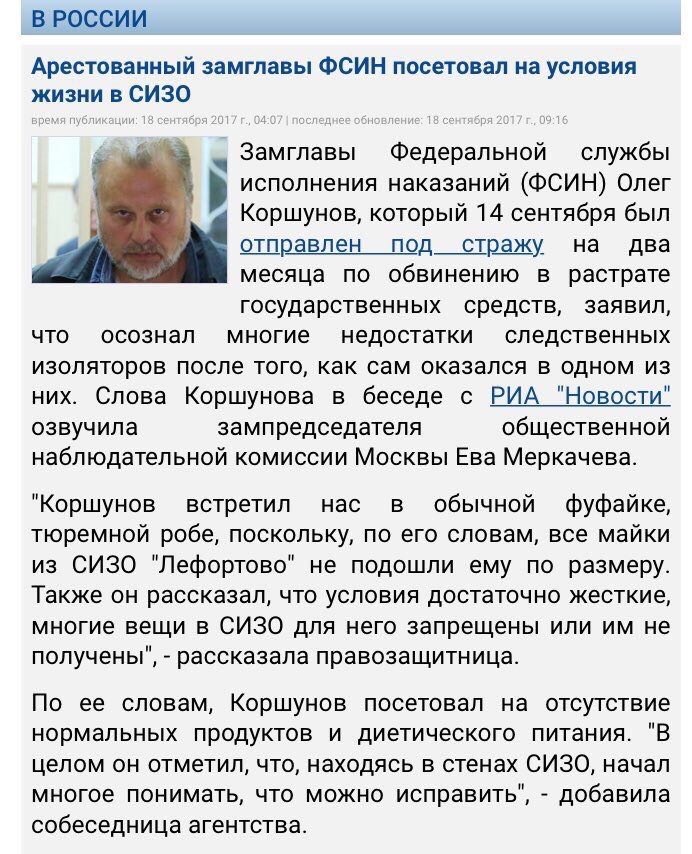 В РОССИИ
Арестованный замглавы ФСИН посетовал на условия
жизни в СИЗО
время публикации: 18 сентября 2017 г., 04:07 | последнее обновление: 18 сентября 2017 г., 09:16
Замглавы Федеральной службы
исполнения наказаний (ФСИН) Олег
Коршунов, который 14 сентября был
отправлен под стражу на два
месяца по обвинению в растрате
государственных средств, заявил,
что осознал многие недостатки следственных
изоляторов после того, как сам оказался в одном из
них. Слова Коршунова в беседе с РИА "Новости"
озвучила зампредседателя общественной
наблюдательной комиссии Москвы Ева Меркачева.
"Коршунов встретил нас в обычной фуфайке,
тюремной робе, поскольку, по его словам, все майки
из СИЗО "Лефортово" не подошли ему по размеру.
Также он рассказал, что условия достаточно жесткие,
многие вещи в СИЗО для него запрещены или им не
получены", - рассказала правозащитница.
По ее словам, Коршунов посетовал на отсутствие
нормальных продуктов и диетического питания. "В
целом он отметил, что, находясь в стенах СИЗО, начал
многое понимать, что можно исправить", - добавила
собеседница агентства.